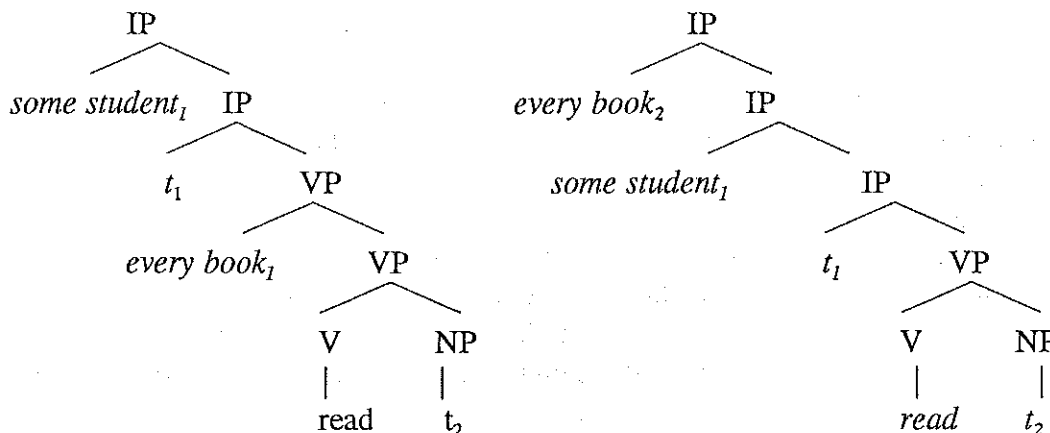 IP IP
some student₁ IP every book₂ IP
t₁ VP some student₁ IP
every book₁ VP t₁ VP
V NP V NP
read t₂ read t₂